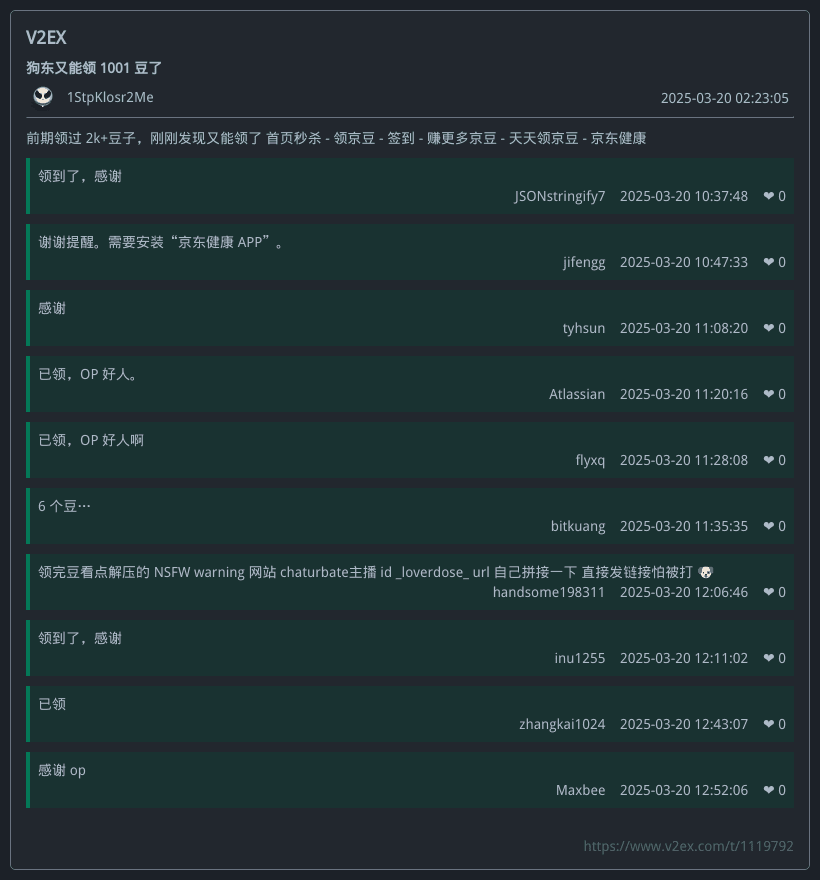 V2EX
狗东又能领 1001 豆了
1StpKlosr2Me 2025-03-20 02:23:05
前期领过 2k+豆子，刚刚发现又能领了 首页秒杀 - 领京豆 - 签到 - 赚更多京豆 - 天天领京豆 - 京东健康
领到了，感谢
JSONstringify7 2025-03-20 10:37:48 ❤ 0
谢谢提醒。需要安装“京东健康 APP”。
jifengg 2025-03-20 10:47:33 ❤ 0
感谢
tyhsun 2025-03-20 11:08:20 ❤ 0
已领，OP 好人。
Atlassian 2025-03-20 11:20:16 ❤ 0
已领，OP 好人啊
flyxq 2025-03-20 11:28:08 ❤ 0
6 个豆…
bitkuang 2025-03-20 11:35:35 ❤ 0
领完豆看点解压的 NSFW warning 网站 chaturbate主播 id _loverdose_ url 自己拼接一下 直接发链接怕被打 🐶
handsome198311 2025-03-20 12:06:46 ❤ 0
领到了，感谢
inu1255 2025-03-20 12:11:02 ❤ 0
已领
zhangkai1024 2025-03-20 12:43:07 ❤ 0
感谢 op
Maxbee 2025-03-20 12:52:06 ❤ 0
https://www.v2ex.com/t/1119792